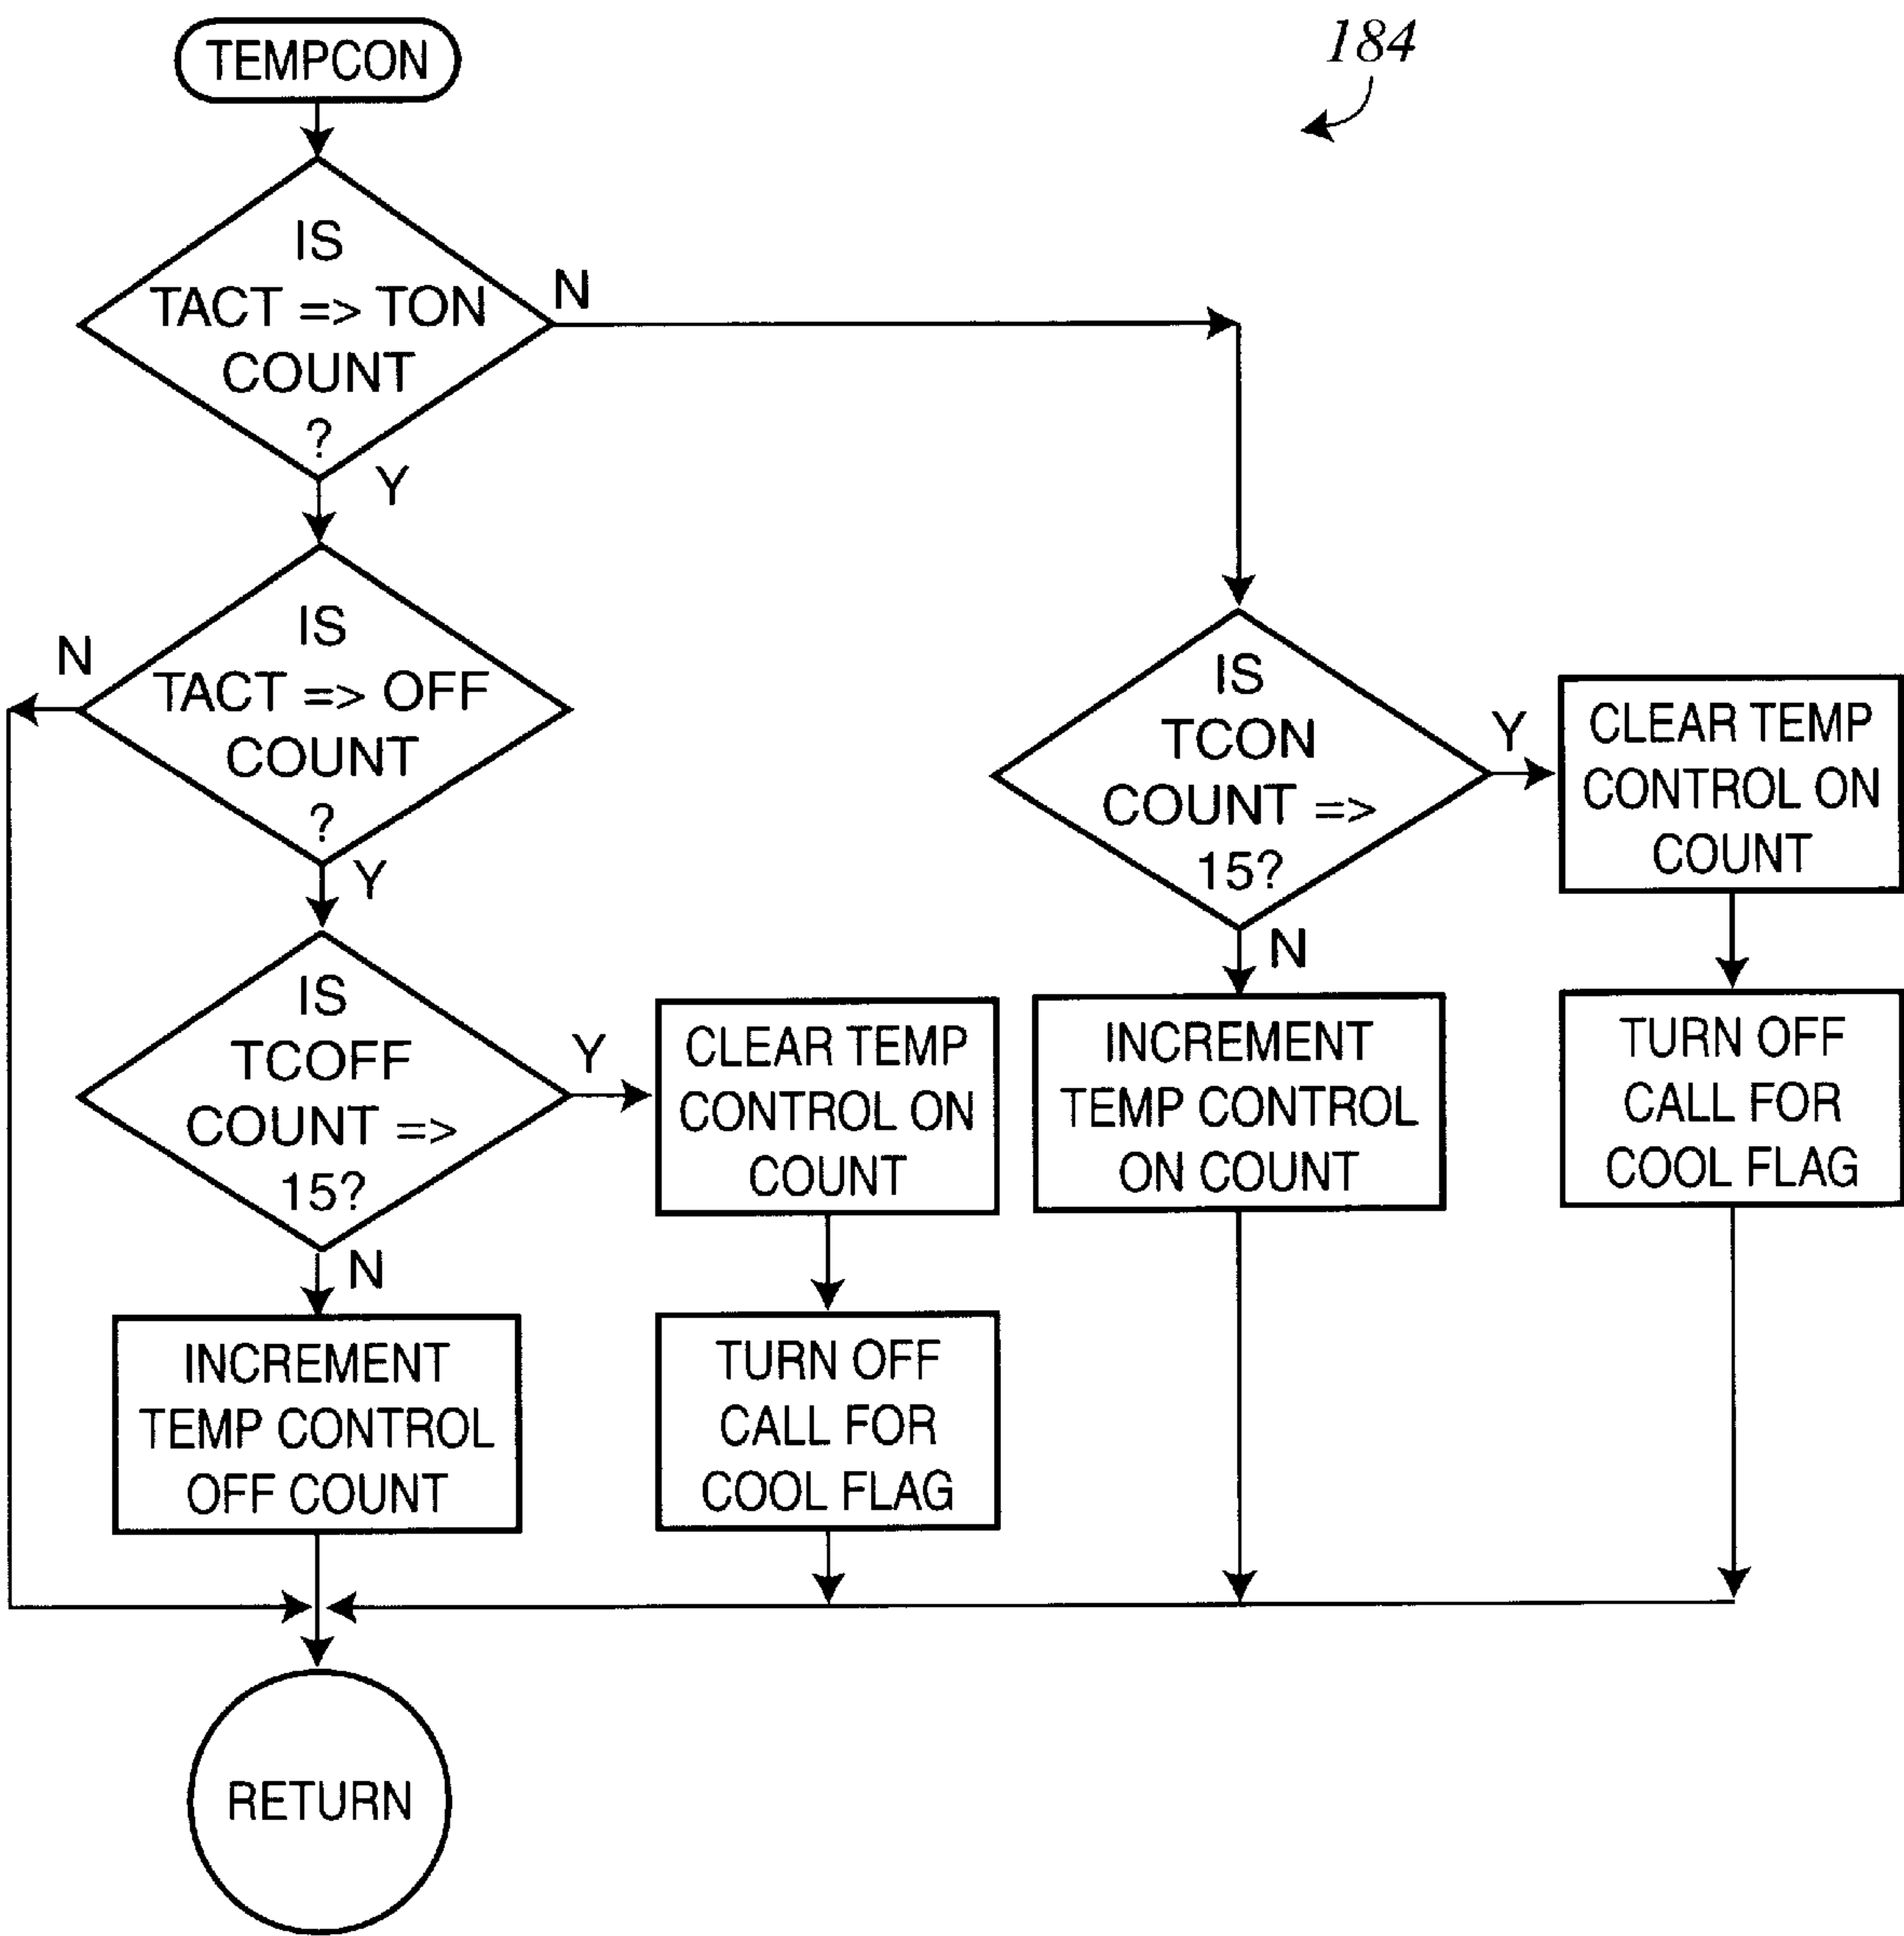 TEMPCON
184
IS
TACT => TON
COUNT
?
N
Y
IS
TACT => OFF
COUNT
?
N
Y
IS
TCOFF
COUNT =>
15?
Y
N
CLEAR TEMP
CONTROL ON
COUNT
TURN OFF
CALL FOR
COOL FLAG
INCREMENT
TEMP CONTROL
OFF COUNT
IS
TCON
COUNT =>
15?
Y
N
CLEAR TEMP
CONTROL ON
COUNT
TURN OFF
CALL FOR
COOL FLAG
INCREMENT
TEMP CONTROL
ON COUNT
RETURN